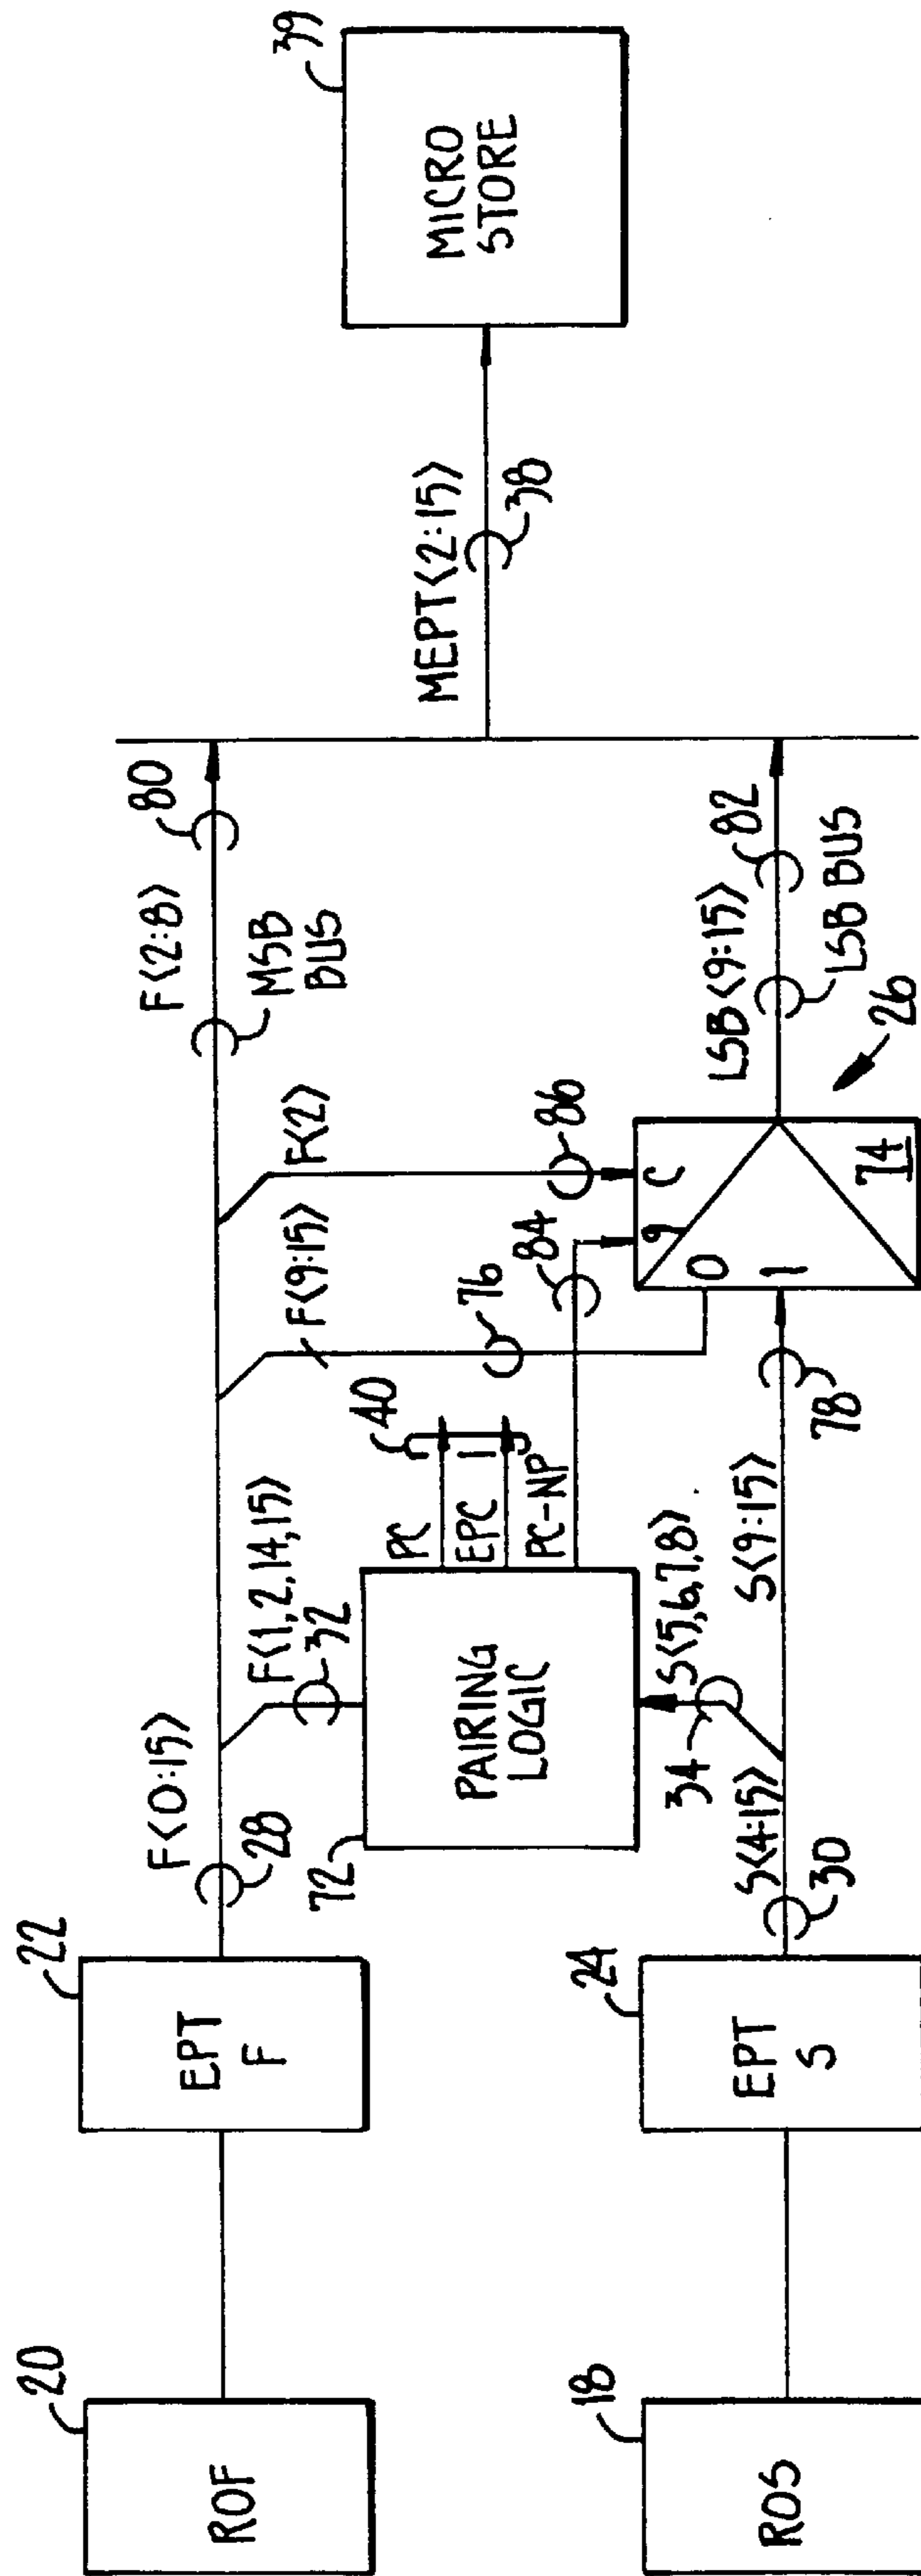 20
ROF
22
EPT
F
F<0:15>
28
F<1,2,14,15>
32
72
PAIRING
LOGIC
PC
EPC
PC-NP
40
F<9:15>
76
F<2>
86
84
F<2:8>
80
MSB
BUS
18
ROS
24
EPT
S
S<4:15>
30
34
S<5,6,7,8>
S<9:15>
78
0
1
9
C
74
26
LSB<9:15>
82
LSB BUS
MEPT<2:15>
38
MICRO
STORE
39